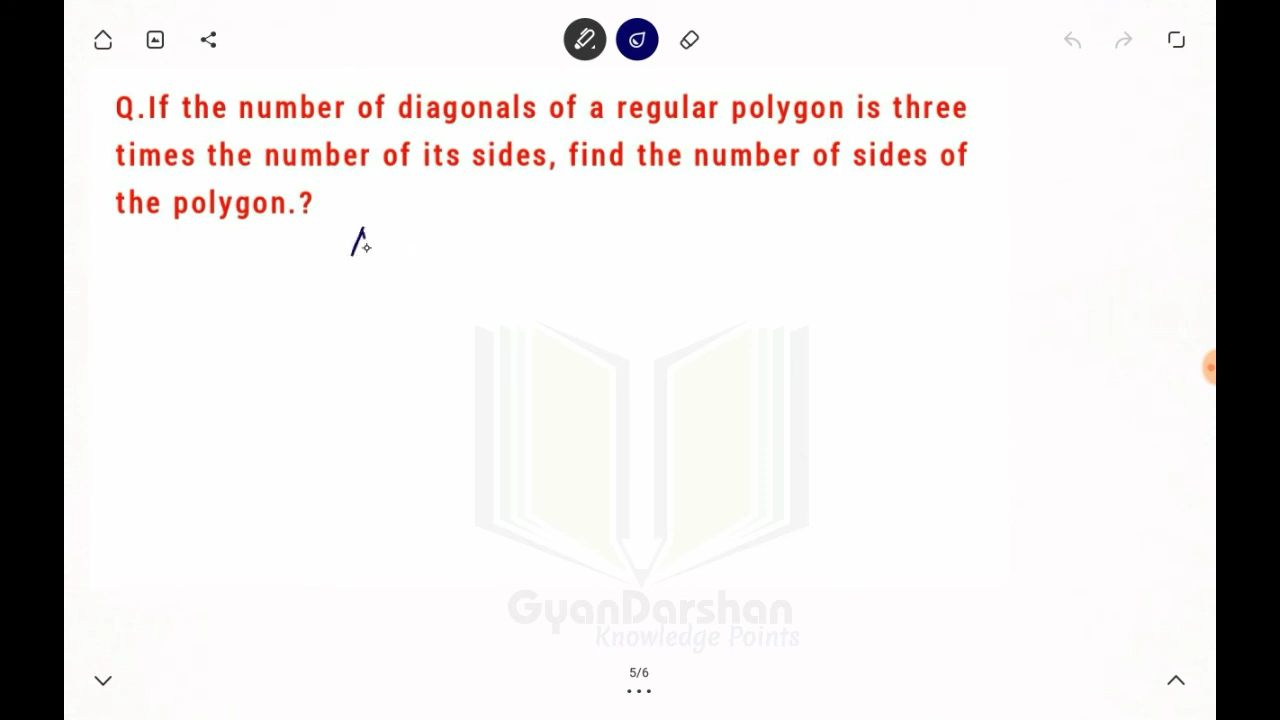 Q.If the number of diagonals of a regular polygon is three
times the number of its sides, find the number of sides of
the polygon.?
GyanDarshan
Knowledge Points
5/6